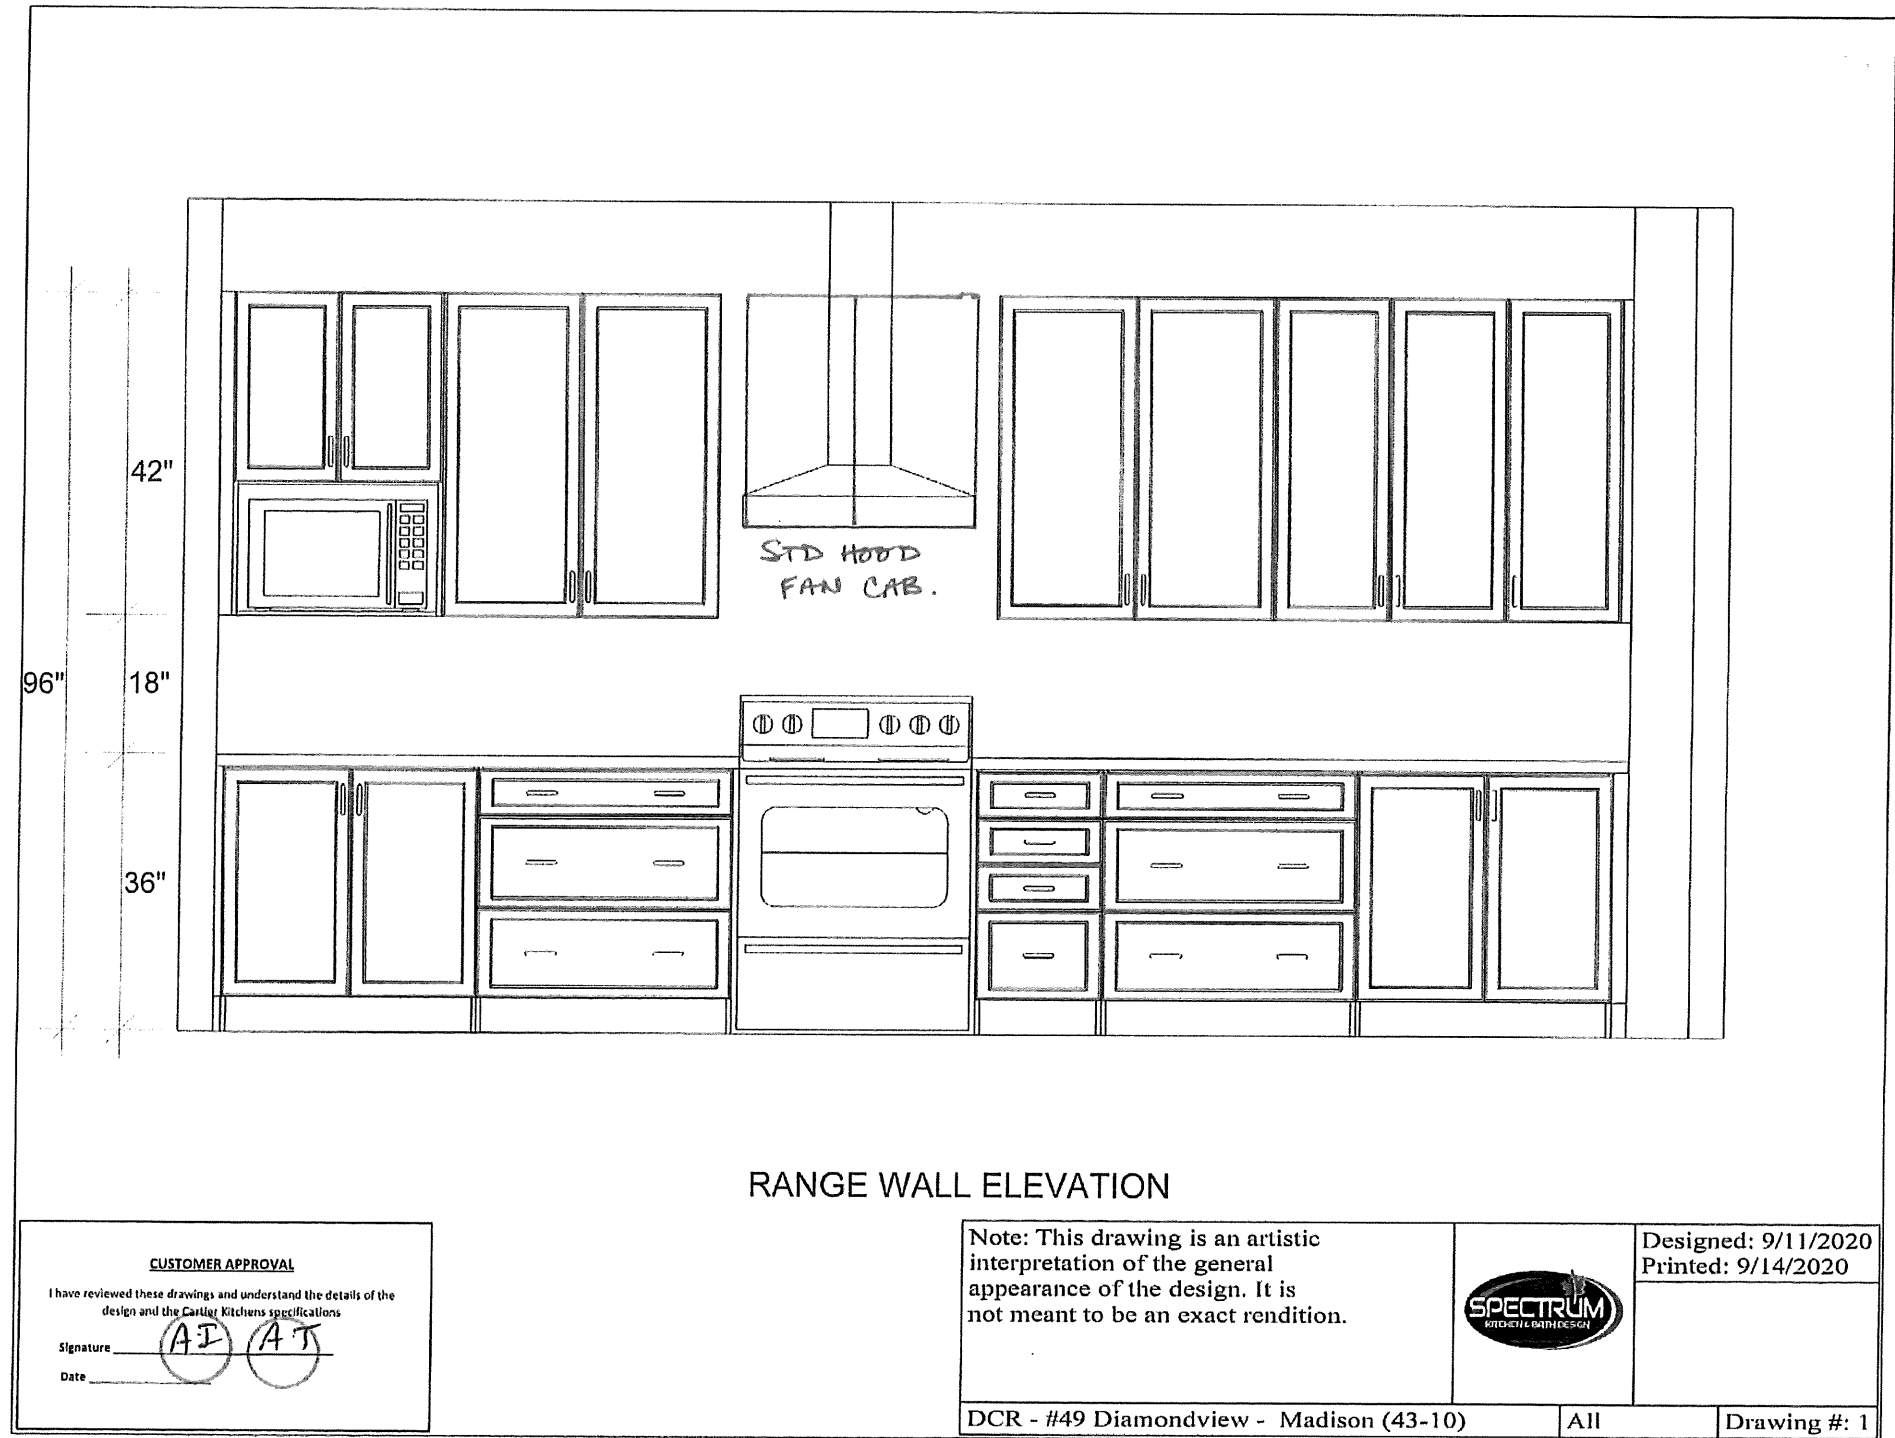 42"
STD HOOD
FAN CAB.
96"
18"
36"
RANGE WALL ELEVATION
CUSTOMER APPROVAL
I have reviewed these drawings and understand the details of the
design and the Cartier Kitchens specifications
Signature
AI AT
Date
Note: This drawing is an artistic
interpretation of the general
appearance of the design. It is
not meant to be an exact rendition.
SPECTRUM
KITCHEN & BATH DESIGN
Designed: 9/11/2020
Printed: 9/14/2020
DCR - #49 Diamondview - Madison (43-10)
All
Drawing #: 1